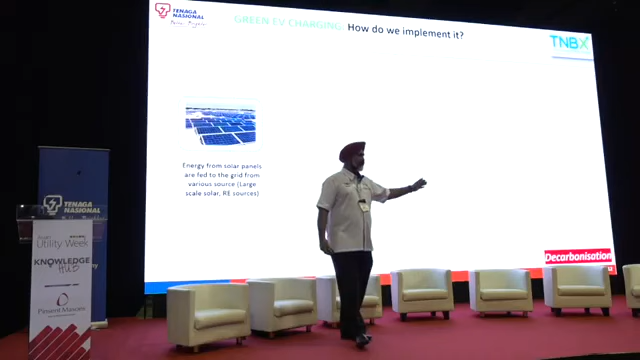 TENAGA
NASIONAL
GREEN EV CHARGING: How do we implement it?
TNBX
Energy from solar panels
are fed to the grid from
various source (Large
scale solar, RE sources)
Decarbonisation
TENAGA
NASIONAL
Utility Week
KNOWLEDGE
HUB